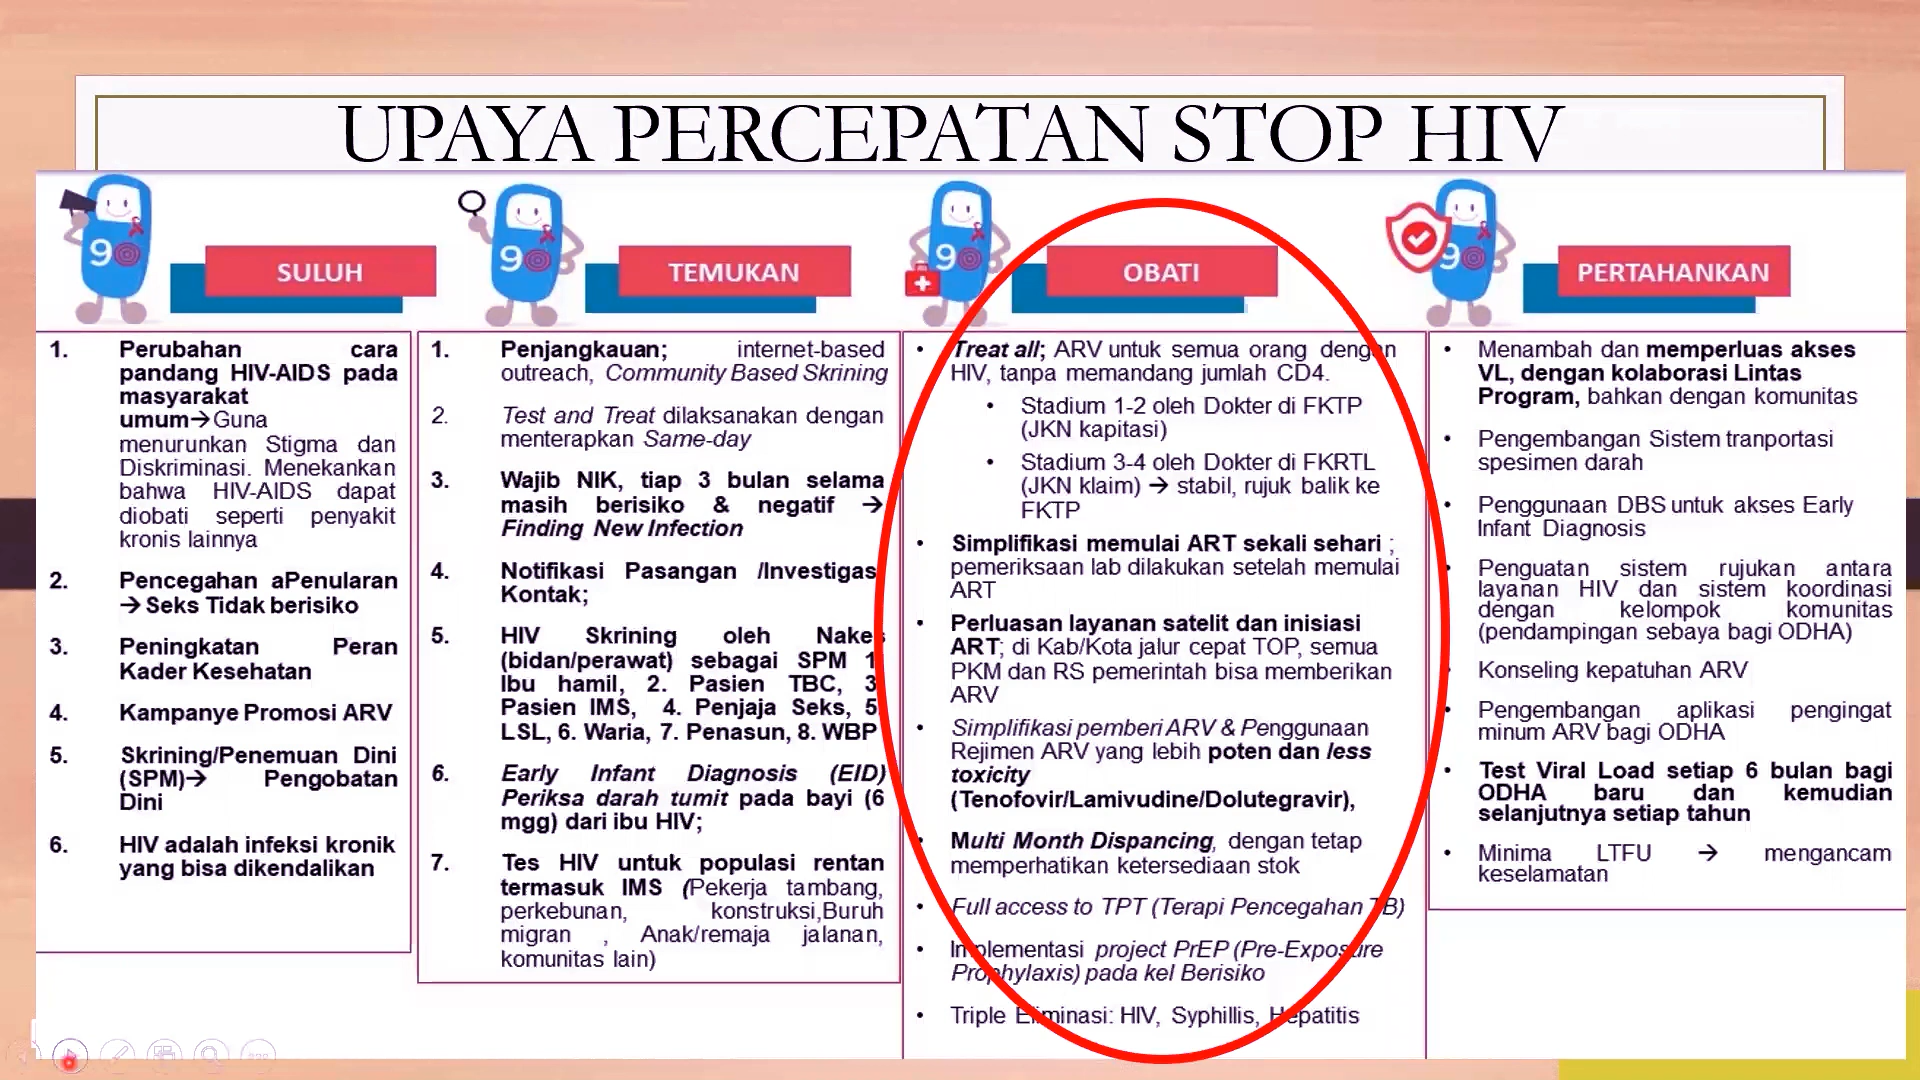 UPAYA PERCEPATAN STOP HIV
9
SULUH
1. Perubahan cara
pandang HIV-AIDS pada
masyarakat
umum→Guna
menurunkan Stigma dan
Diskriminasi. Menekankan
bahwa HIV-AIDS dapat
diobati seperti penyakit
kronis lainnya
2. Pencegahan aPenularan
→ Seks Tidak berisiko
3. Peningkatan Peran
Kader Kesehatan
4. Kampanye Promosi ARV
5. Skrining/Penemuan Dini
(SPM)→ Pengobatan
Dini
6. HIV adalah infeksi kronik
yang bisa dikendalikan
9
TEMUKAN
1. Penjangkauan; internet-based
outreach, Community Based Skrining
2. Test and Treat dilaksanakan dengan
menterapkan Same-day
3. Wajib NIK, tiap 3 bulan selama
masih berisiko & negatif →
Finding New Infection
4. Notifikasi Pasangan /Investigas
Kontak;
5. HIV Skrining oleh Nakes
(bidan/perawat) sebagai SPM 1
Ibu hamil, 2. Pasien TBC, 3
Pasien IMS, 4. Penjaja Seks, 5.
LSL, 6. Waria, 7. Penasun, 8. WBP
6. Early Infant Diagnosis (EID)
Periksa darah tumit pada bayi (6
mgg) dari ibu HIV;
7. Tes HIV untuk populasi rentan
termasuk IMS (Pekerja tambang,
perkebunan, konstruksi,Buruh
migran , Anak/remaja jalanan,
komunitas lain)
9
OBATI
• Treat all; ARV untuk semua orang dengan
HIV, tanpa memandang jumlah CD4.
• Stadium 1-2 oleh Dokter di FKTP
(JKN kapitasi)
• Stadium 3-4 oleh Dokter di FKRTL
(JKN klaim) → stabil, rujuk balik ke
FKTP
• Simplifikasi memulai ART sekali sehari ;
pemeriksaan lab dilakukan setelah memulai
ART
• Perluasan layanan satelit dan inisiasi
ART; di Kab/Kota jalur cepat TOP, semua
PKM dan RS pemerintah bisa memberikan
ARV
• Simplifikasi pemberi ARV & Penggunaan
Rejimen ARV yang lebih poten dan less
toxicity
(Tenofovir/Lamivudine/Dolutegravir),
• Multi Month Dispancing, dengan tetap
memperhatikan ketersediaan stok
• Full access to TPT (Terapi Pencegahan TB)
• Implementasi project PrEP (Pre-Exposure
Prophylaxis) pada kel Berisiko
• Triple Eliminasi: HIV, Syphillis, Hepatitis
9
PERTAHANKAN
• Menambah dan memperluas akses
VL, dengan kolaborasi Lintas
Program, bahkan dengan komunitas
• Pengembangan Sistem tranportasi
spesimen darah
• Penggunaan DBS untuk akses Early
Infant Diagnosis
• Penguatan sistem rujukan antara
layanan HIV dan sistem koordinasi
dengan kelompok komunitas
(pendampingan sebaya bagi ODHA)
• Konseling kepatuhan ARV
• Pengembangan aplikasi pengingat
minum ARV bagi ODHA
• Test Viral Load setiap 6 bulan bagi
ODHA baru dan kemudian
selanjutnya setiap tahun
• Minima LTFU → mengancam
keselamatan